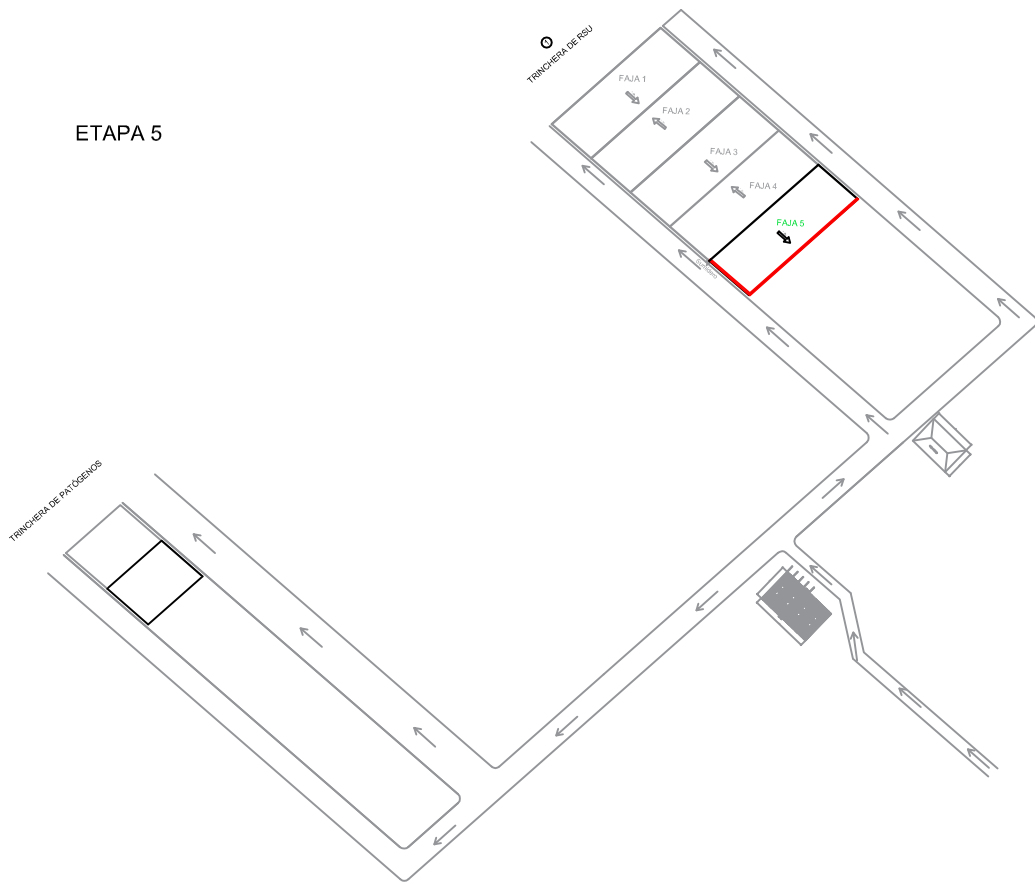 TRINCHERA DE RSU
FAJA 1
FAJA 2
ETAPA 5
FAJA 3
FAJA 4
FAJA 5
TRINCHERA DE PATÓGENOS